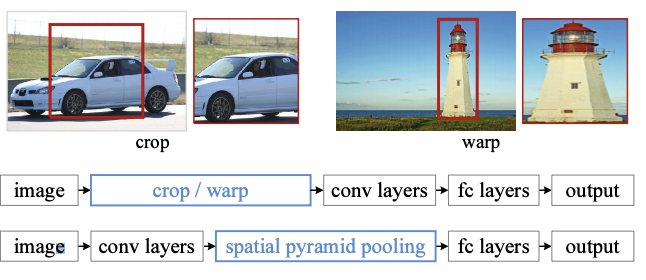 crop
warp
image crop / warp conv layers fc layers output
image conv layers spatial pyramid pooling fc layers output